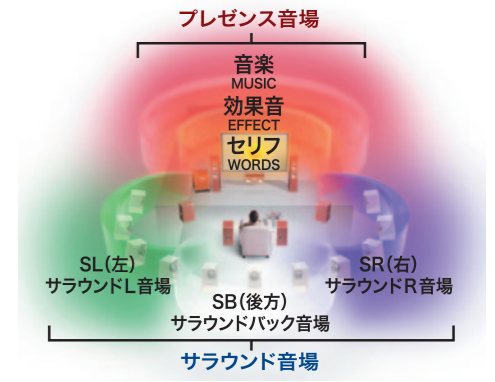 プレゼンス音場
音楽
MUSIC
効果音
EFFECT
セリフ
WORDS
SL(左)
サラウンドL音場
SR(右)
サラウンドR音場
SB(後方)
サラウンドバック音場
サラウンド音場